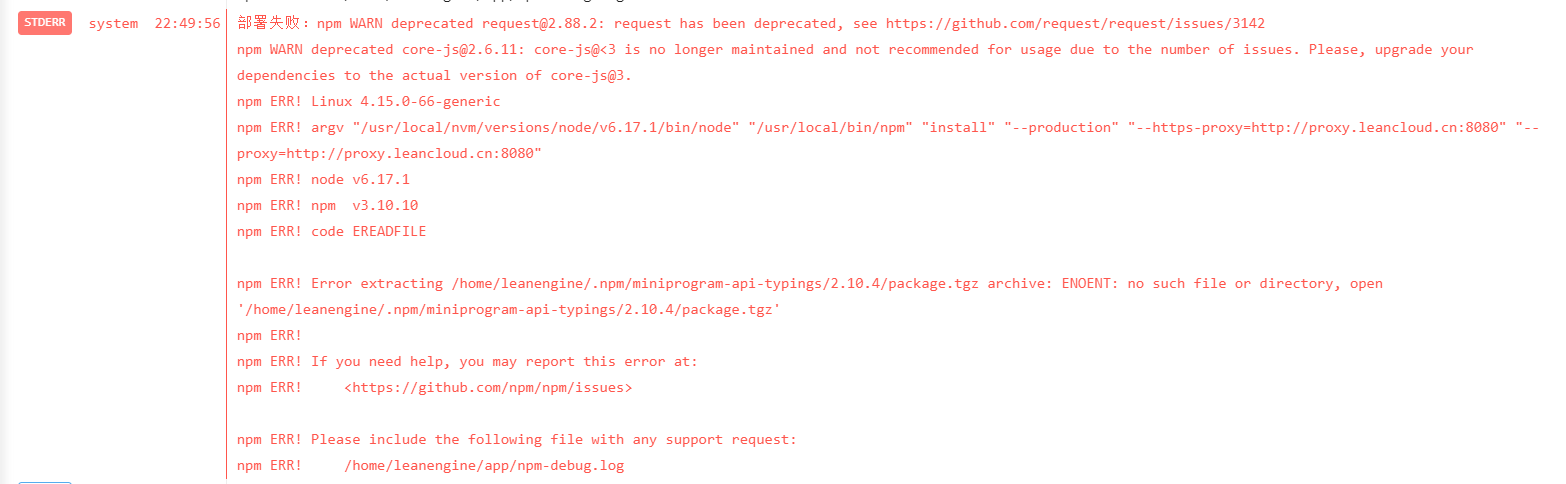 STDERR system 22:49:56 部署失败：npm WARN deprecated request@2.88.2: request has been deprecated, see https://github.com/request/request/issues/3142
npm WARN deprecated core-js@2.6.11: core-js@<3 is no longer maintained and not recommended for usage due to the number of issues. Please, upgrade your
dependencies to the actual version of core-js@3.
npm ERR! Linux 4.15.0-66-generic
npm ERR! argv "/usr/local/nvm/versions/node/v6.17.1/bin/node" "/usr/local/bin/npm" "install" "--production" "--https-proxy=http://proxy.leancloud.cn:8080" "--
proxy=http://proxy.leancloud.cn:8080"
npm ERR! node v6.17.1
npm ERR! npm  v3.10.10
npm ERR! code EREADFILE
npm ERR! Error extracting /home/leanengine/.npm/miniprogram-api-typings/2.10.4/package.tgz archive: ENOENT: no such file or directory, open
'/home/leanengine/.npm/miniprogram-api-typings/2.10.4/package.tgz'
npm ERR!
npm ERR! If you need help, you may report this error at:
npm ERR!     <https://github.com/npm/npm/issues>
npm ERR! Please include the following file with any support request:
npm ERR!     /home/leanengine/app/npm-debug.log